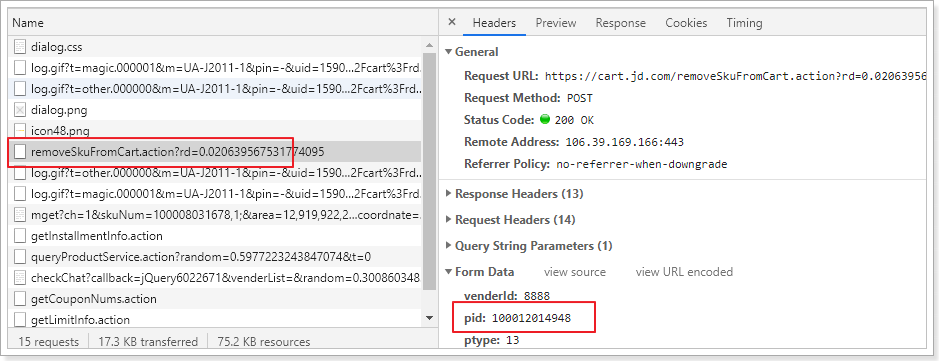 Name
dialog.css
log.gif?t=magic.000001&m=UA-J2011-1&pin=-&uid=1590...2Fcart%3Frd...
log.gif?t=other.000000&m=UA-J2011-1&pin=-&uid=1590...2Fcart%3Frd...
dialog.png
icon48.png
removeSkuFromCart.action?rd=0.020639567531774095
log.gif?t=other.000000&m=UA-J2011-1&pin=-&uid=1590...2Fcart%3Frd...
log.gif?t=magic.000001&m=UA-J2011-1&pin=-&uid=1590...2Fcart%3Frd...
mget?ch=1&skuNum=100008031678,1;&area=12,919,922,2...coordinate=...
getInstallmentInfo.action
queryProductService.action?random=0.5977223243847074&t=0
checkChat?callback=jQuery6022671&venderList=&random=0.300860348
getCouponNums.action
getLimitInfo.action
15 requests
17.3 KB transferred
75.2 KB resources
× Headers Preview Response Cookies Timing
General
Request URL: https://cart.jd.com/removeSkuFromCart.action?rd=0.02063956
Request Method: POST
Status Code: 200 OK
Remote Address: 106.39.169.166:443
Referrer Policy: no-referrer-when-downgrade
Response Headers (13)
Request Headers (14)
Query String Parameters (1)
Form Data view source view URL encoded
venderId: 8888
pid: 100012014948
ptype: 13